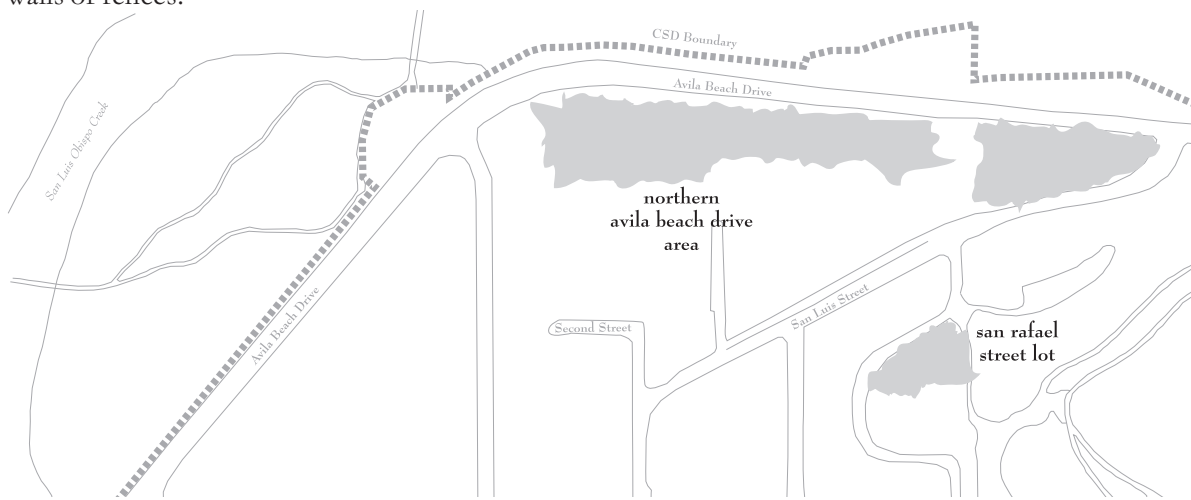 walls or fences.
CSD Boundary
Avila Beach Drive
San Luis Obispo Creek
northern
avila beach drive
area
Avila Beach Drive
San Luis Street
Second Street
san rafael
street lot